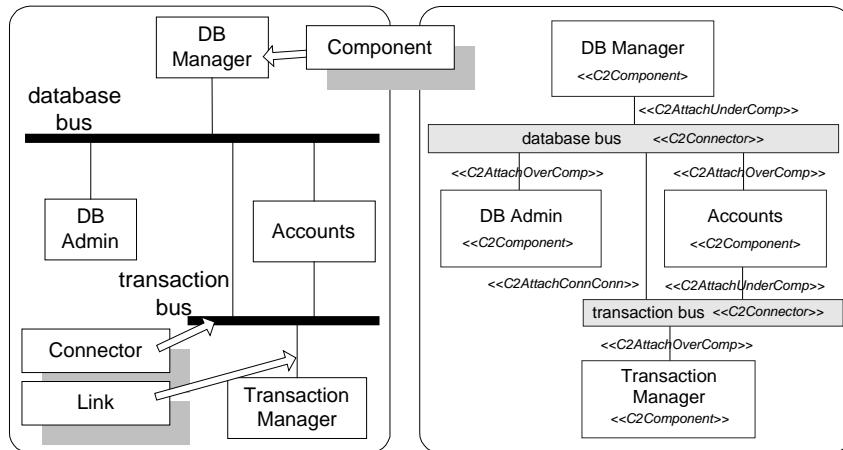 DB
Manager
Component
database
bus
DB
Admin
Accounts
transaction
bus
Connector
Link
Transaction
Manager
DB Manager
<<C2Component>
<<C2AttachUnderComp>>
database bus <<C2Connector>>
<<C2AttachOverComp>>
<<C2AttachOverComp>>
DB Admin
<<C2Component>
Accounts
<<C2Component>
<<C2AttachConnConn>>
<<C2AttachUnderComp>>
transaction bus <<C2Connector>>
<<C2AttachOverComp>>
Transaction
Manager
<<C2Component>>